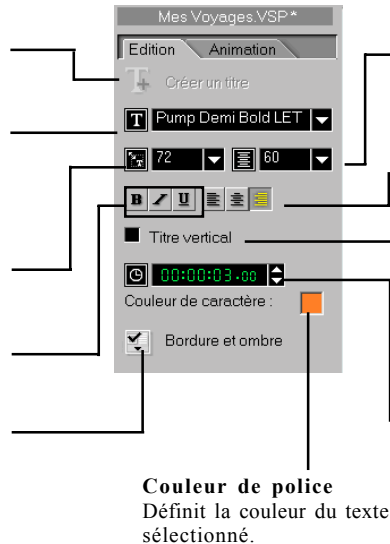 Mes Voyages.VSP*
Edition Animation
Créer un titre
Pump Demi Bold LET
72 60
B I U
Titre vertical
00:00:03.00
Couleur de caractère :
Bordure et ombre
Couleur de police
Définit la couleur du texte
sélectionné.